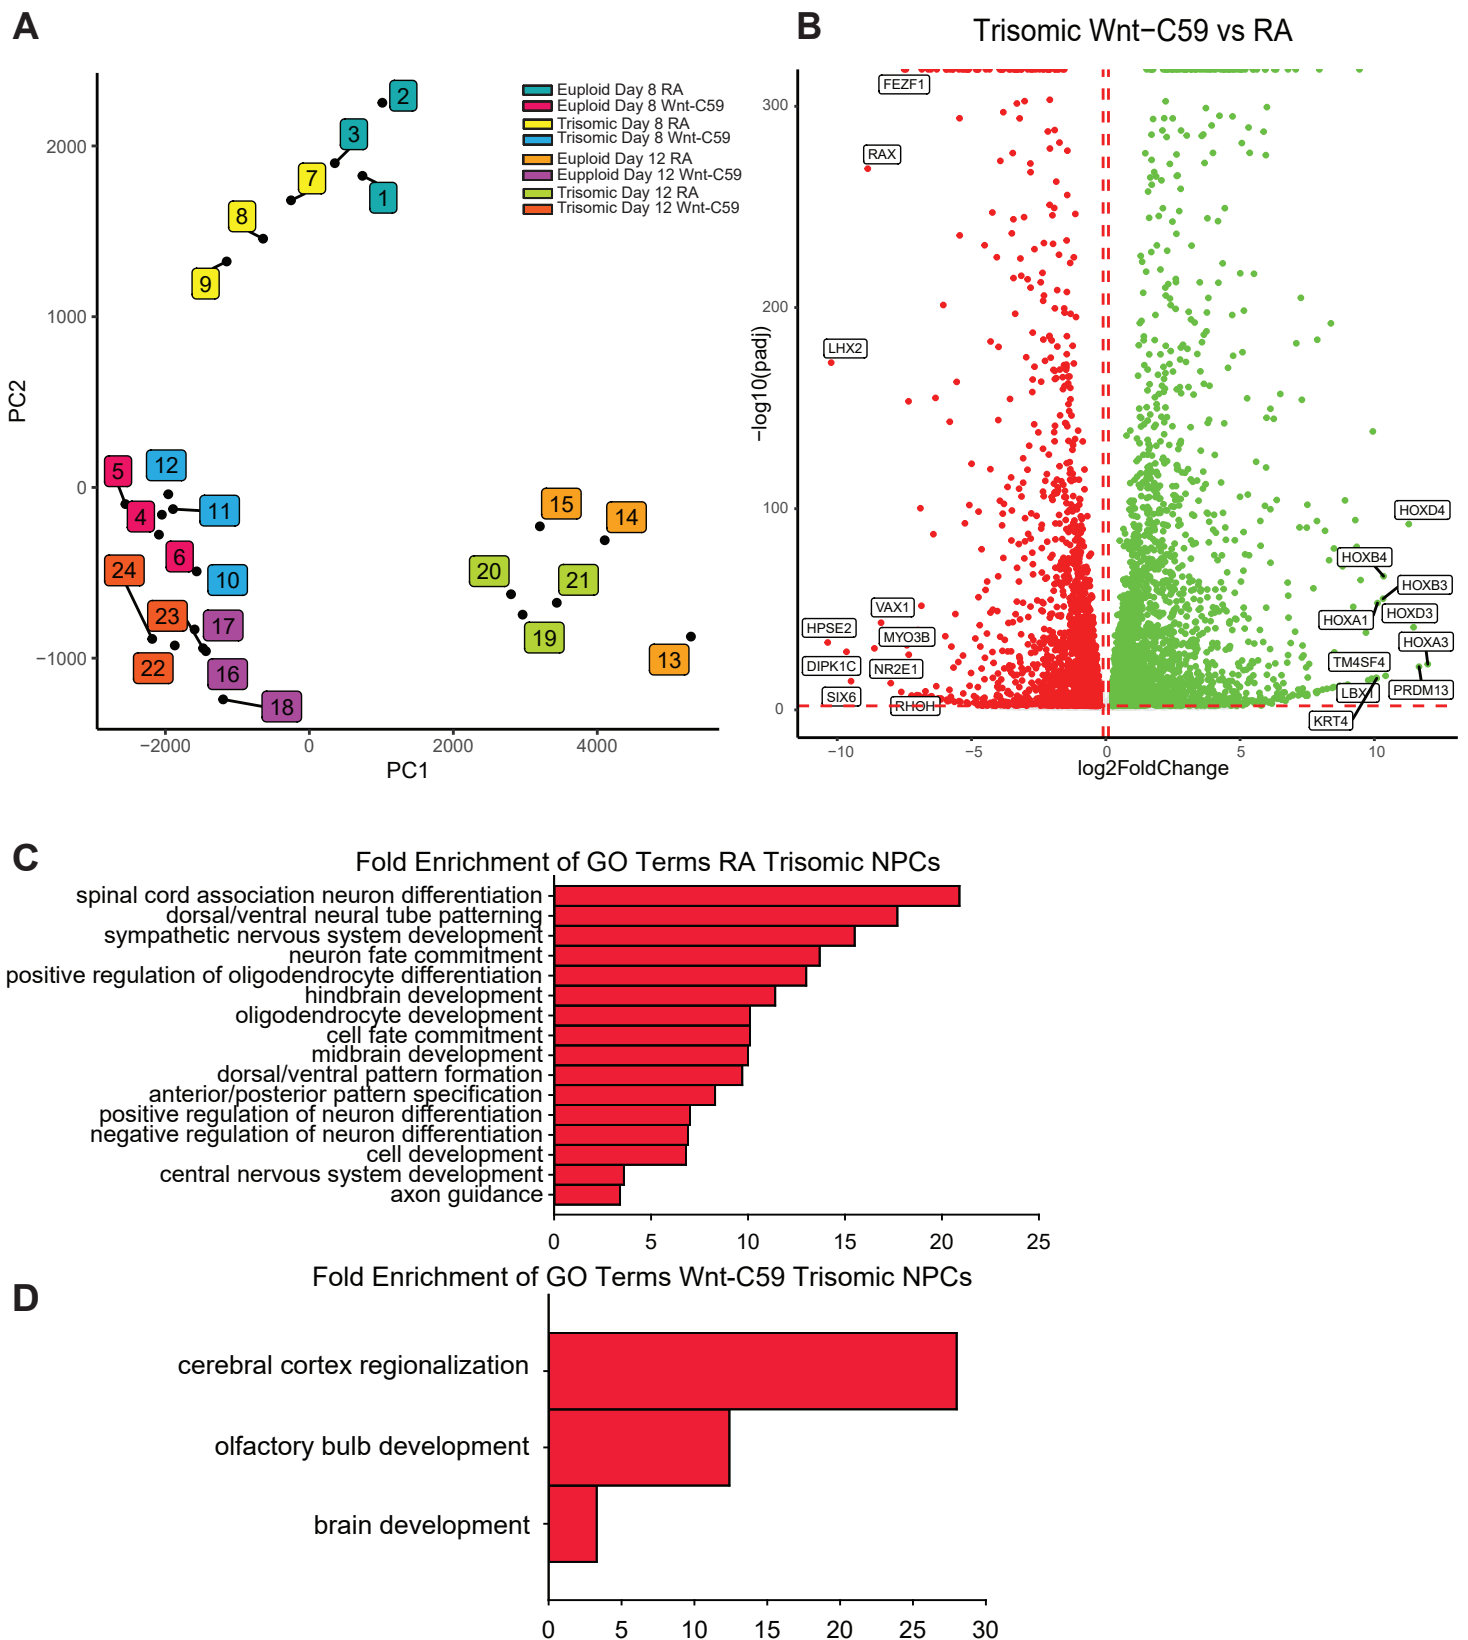 A
2
3
7
1
8
9
Euploid Day 8 RA
Euploid Day 8 Wnt-C59
Trisomic Day 8 RA
Trisomic Day 8 Wnt-C59
Euploid Day 12 RA
Eupploid Day 12 Wnt-C59
Trisomic Day 12 RA
Trisomic Day 12 Wnt-C59
2000
1000
0
−1000
PC2
5
12
4
11
6
10
24
23
17
22
16
18
15
14
20
21
19
13
−2000
0
2000
4000
PC1
B
Trisomic Wnt−C59 vs RA
300
200
100
0
−log10(padj)
FEZF1
RAX
LHX2
VAX1
HPSE2
MYO3B
DIPK1C
NR2E1
SIX6
RHOH
HOXD4
HOXB4
HOXB3
HOXA1
HOXD3
HOXA3
TM4SF4
LBX1
PRDM13
KRT4
−10
−5
0
5
10
log2FoldChange
C
Fold Enrichment of GO Terms RA Trisomic NPCs
spinal cord association neuron differentiation
dorsal/ventral neural tube patterning
sympathetic nervous system development
neuron fate commitment
positive regulation of oligodendrocyte differentiation
hindbrain development
oligodendrocyte development
cell fate commitment
midbrain development
dorsal/ventral pattern formation
anterior/posterior pattern specification
positive regulation of neuron differentiation
negative regulation of neuron differentiation
cell development
central nervous system development
axon guidance
0 5 10 15 20 25
D
Fold Enrichment of GO Terms Wnt-C59 Trisomic NPCs
cerebral cortex regionalization
olfactory bulb development
brain development
0 5 10 15 20 25 30